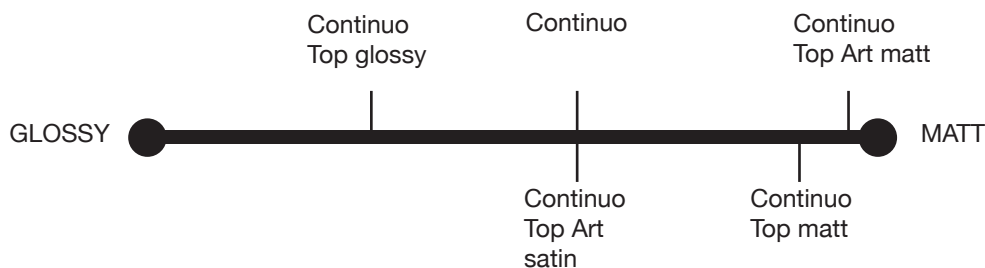 Continuo
Top glossy
Continuo
Continuo
Top Art matt
GLOSSY
MATT
Continuo
Top Art
satin
Continuo
Top matt